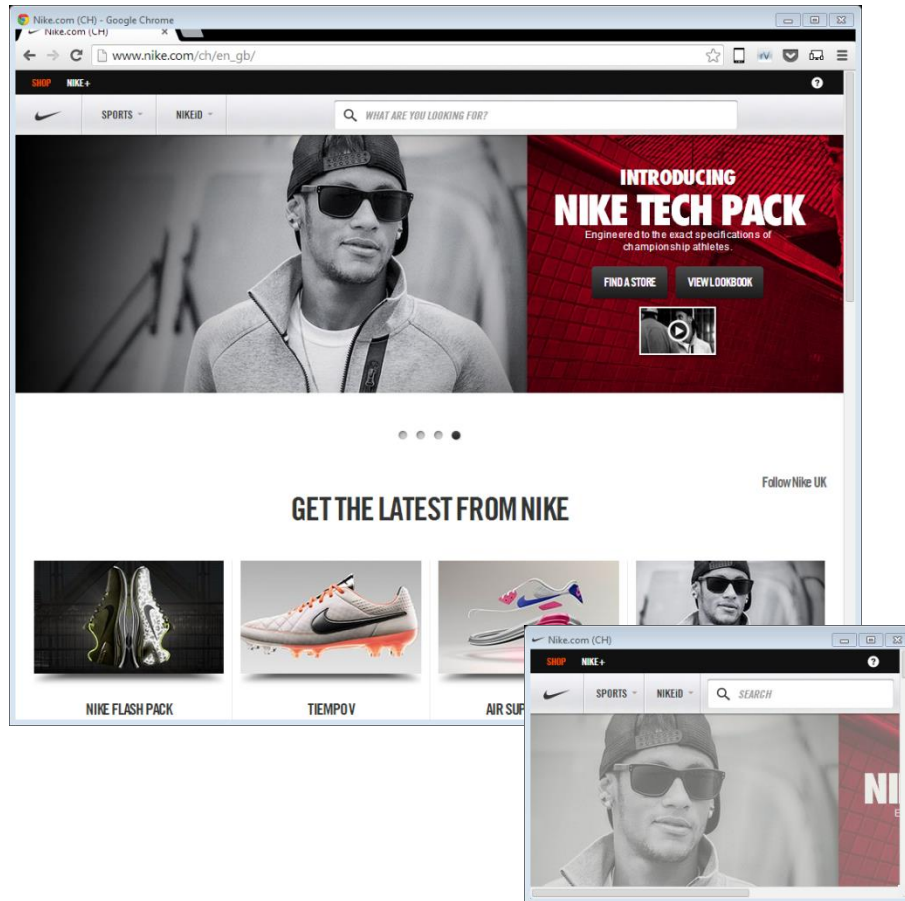 Nike.com (CH) - Google Chrome
Nike.com (CH) ×
www.nike.com/ch/en_gb/
SHOP NIKE+ ?
SPORTS NIKEiD WHAT ARE YOU LOOKING FOR?
INTRODUCING
NIKE TECH PACK
Engineered to the exact specifications of
championship athletes.
FIND A STORE VIEW LOOKBOOK
Follow Nike UK
GET THE LATEST FROM NIKE
NIKE FLASH PACK TIEMPO V AIR SUP
Nike.com (CH)
SHOP NIKE+ ?
SPORTS NIKEiD SEARCH
NI
E